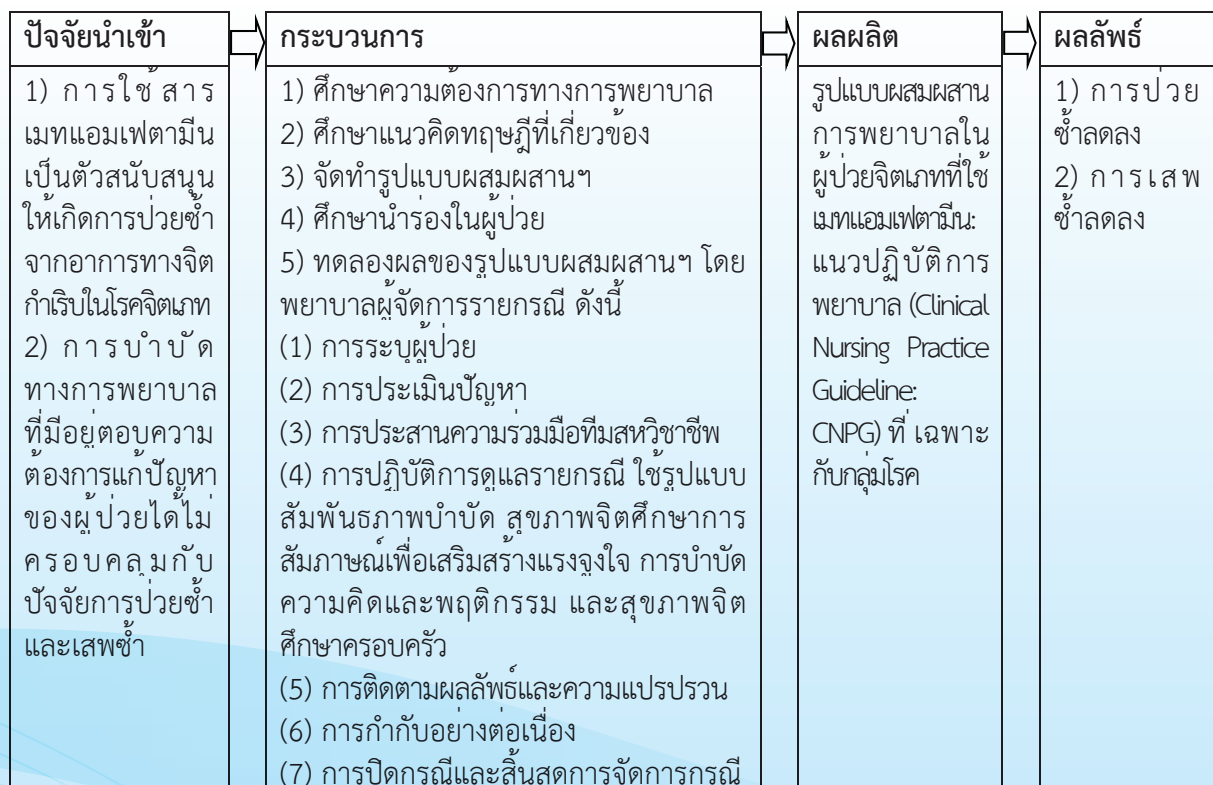 ปัจจัยนำเข้า
1) การใช้สาร
เมทแอมเฟตามีน
เป็นตัวสนับสนุน
ให้เกิดการป่วยซ้ำ
จากอาการทางจิต
กำเริบในโรคจิตเภท
2) การบำบัด
ทางการพยาบาล
ที่มีอยู่ตอบความ
ต้องการแก้ปัญหา
ของผู้ป่วยได้ไม่
ครอบคลุมกับ
ปัจจัยการป่วยซ้ำ
และเสพซ้ำ
กระบวนการ
1) ศึกษาความต้องการทางการพยาบาล
2) ศึกษาแนวคิดทฤษฎีที่เกี่ยวข้อง
3) จัดทำรูปแบบผสมผสานฯ
4) ศึกษานำร่องในผู้ป่วย
5) ทดลองผลของรูปแบบผสมผสานฯ โดย
พยาบาลผู้จัดการรายกรณี ดังนี้
(1) การระบุผู้ป่วย
(2) การประเมินปัญหา
(3) การประสานความร่วมมือทีมสหวิชาชีพ
(4) การปฏิบัติการดูแลรายกรณี ใช้รูปแบบ
สัมพันธภาพบำบัด สุขภาพจิตศึกษาการ
สัมภาษณ์เพื่อเสริมสร้างแรงจูงใจ การบำบัด
ความคิดและพฤติกรรม และสุขภาพจิต
ศึกษาครอบครัว
(5) การติดตามผลลัพธ์และความแปรปรวน
(6) การกำกับอย่างต่อเนื่อง
(7) การปิดกรณีและสิ้นสุดการจัดการกรณี
ผลผลิต
รูปแบบผสมผสาน
การพยาบาลใน
ผู้ป่วยจิตเภทที่ใช้
เมทแอมเฟตามีน:
แนวปฏิบัติการ
พยาบาล (Clinical
Nursing Practice
Guideline:
CNPG) ที่ เฉพาะ
กับกลุ่มโรค
ผลลัพธ์
1) การป่วย
ซ้ำลดลง
2) การเสพ
ซ้ำลดลง